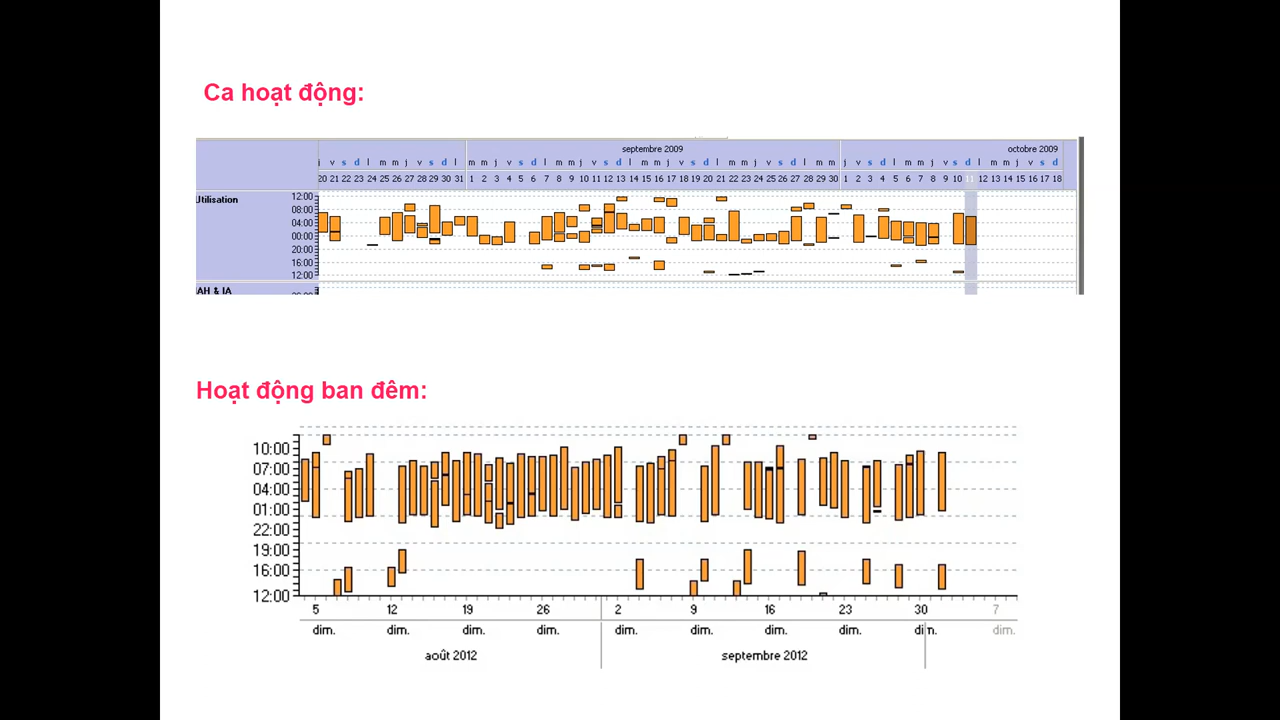 Ca hoạt động:
septembre 2009 octobre 2009
j v s d l m m j v s d l m m j v s d l m m j v s d l m m j v s d l m m j v s d l m m j v s d l m m j v s d l m m j v s d
20 21 22 23 24 25 26 27 28 29 30 31 1 2 3 4 5 6 7 8 9 10 11 12 13 14 15 16 17 18 19 20 21 22 23 24 25 26 27 28 29 30 1 2 3 4 5 6 7 8 9 10 11 12 13 14 15 16 17 18
Utilisation
12:00
08:00
04:00
00:00
20:00
16:00
12:00
AH & IA
Hoạt động ban đêm:
10:00
07:00
04:00
01:00
22:00
19:00
16:00
12:00
5 12 19 26 2 9 16 23 30 7
dim. dim. dim. dim. dim. dim. dim. dim. dim. dim.
août 2012 septembre 2012